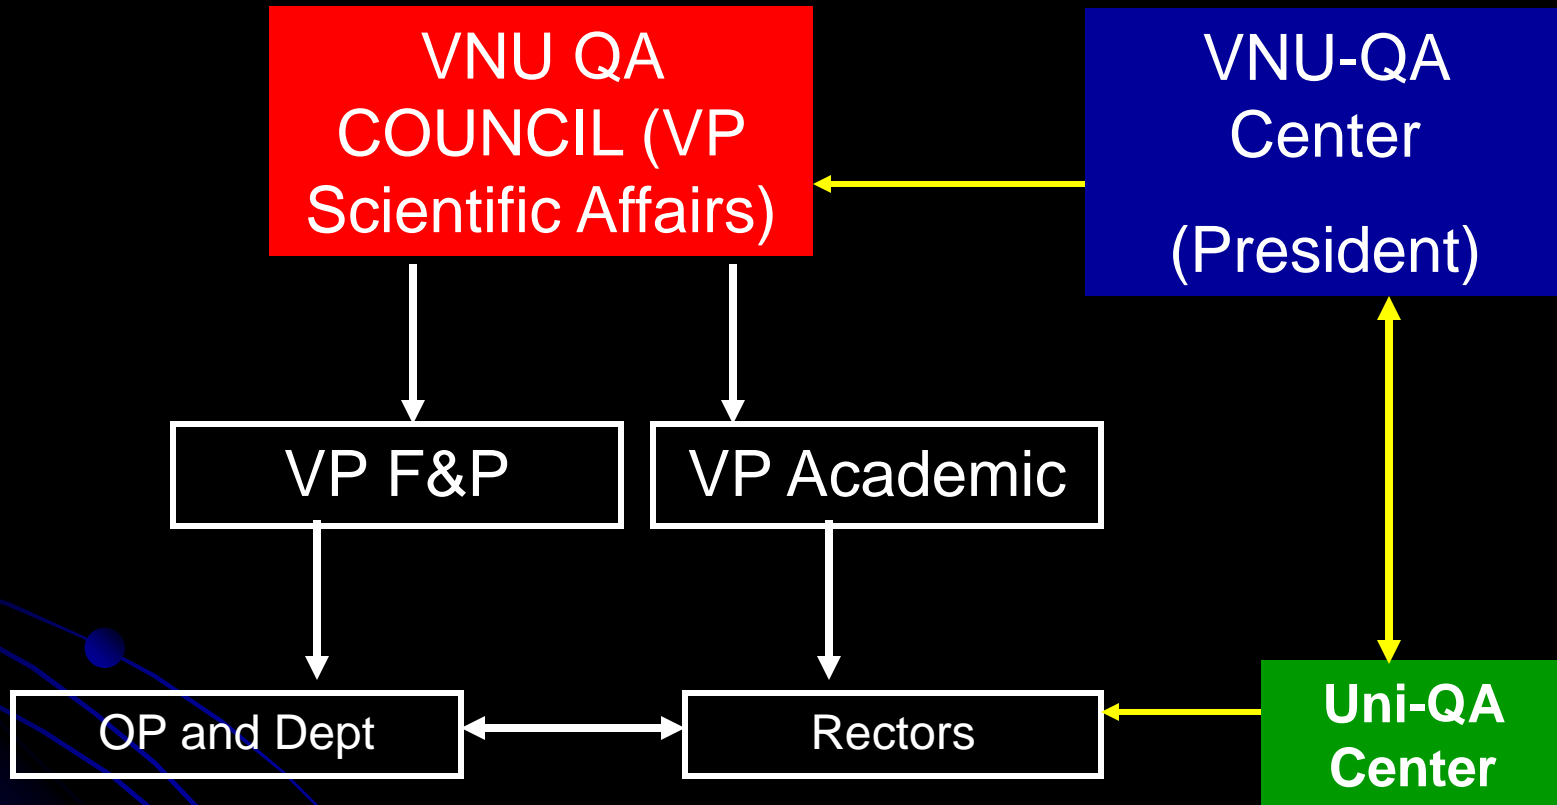 VNU QA
COUNCIL (VP
Scientific Affairs)
VNU-QA
Center
(President)
VP F&P
VP Academic
OP and Dept
Rectors
Uni-QA
Center